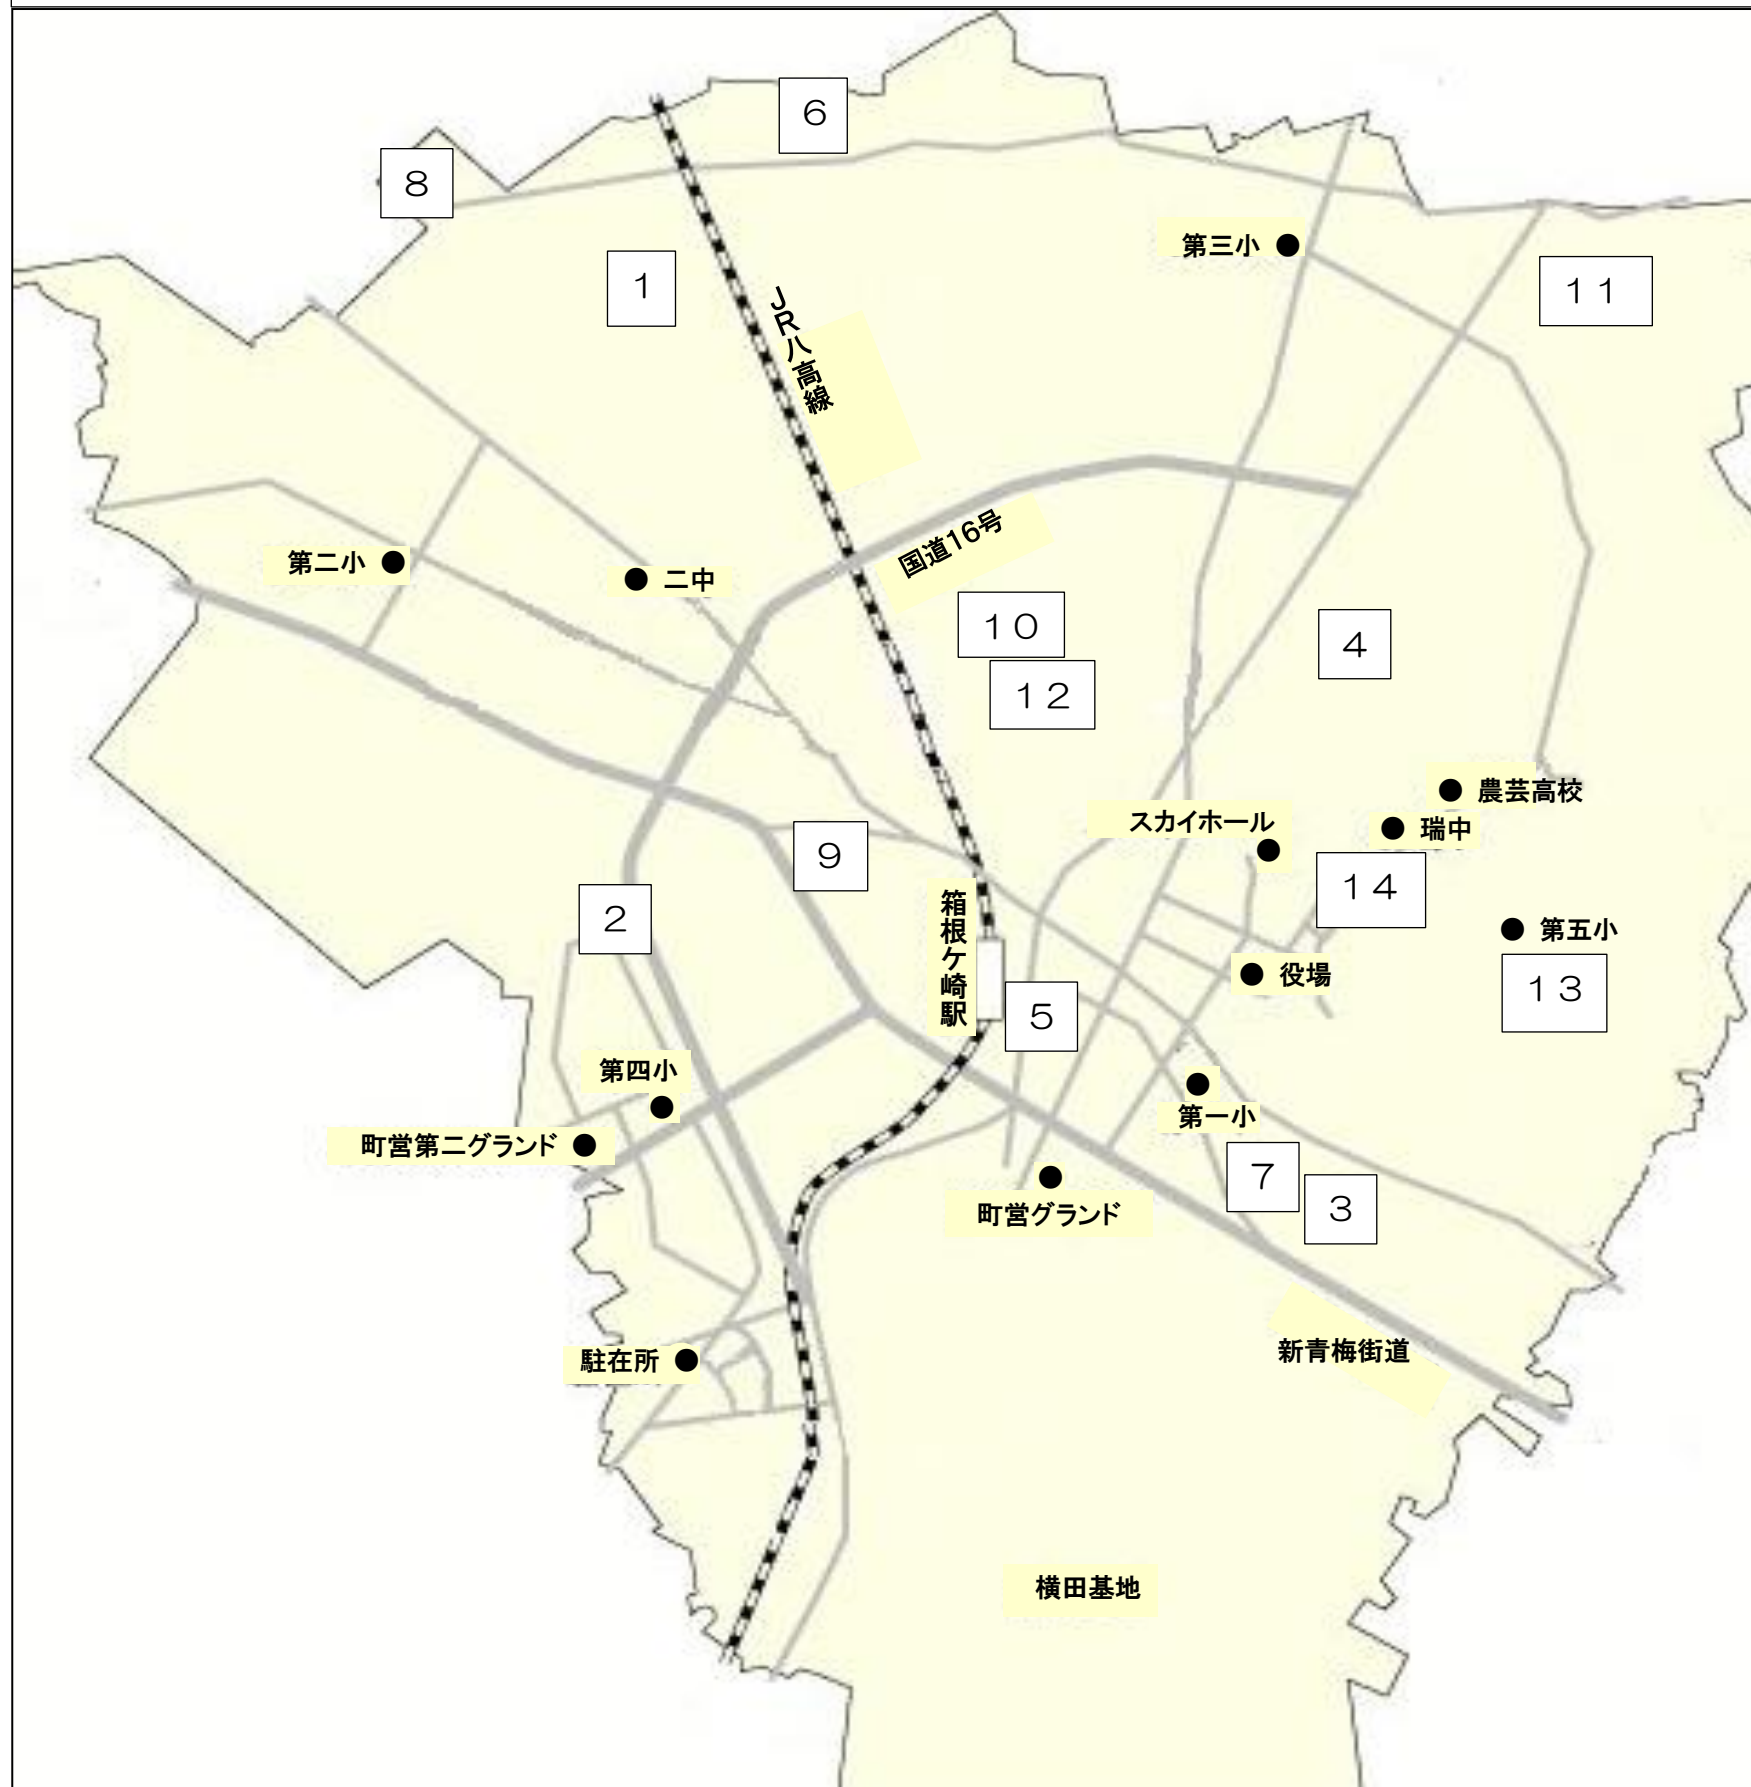 ６
８
第三小
１
１１
ＪＲ八高線
国道16号
第二小
二中
１０
４
１２
農芸高校
スカイホール
瑞中
９
１４
２
箱根ケ崎駅
第五小
役場
１３
５
第四小
第一小
町営第二グランド
７
３
町営グランド
新青梅街道
駐在所
横田基地